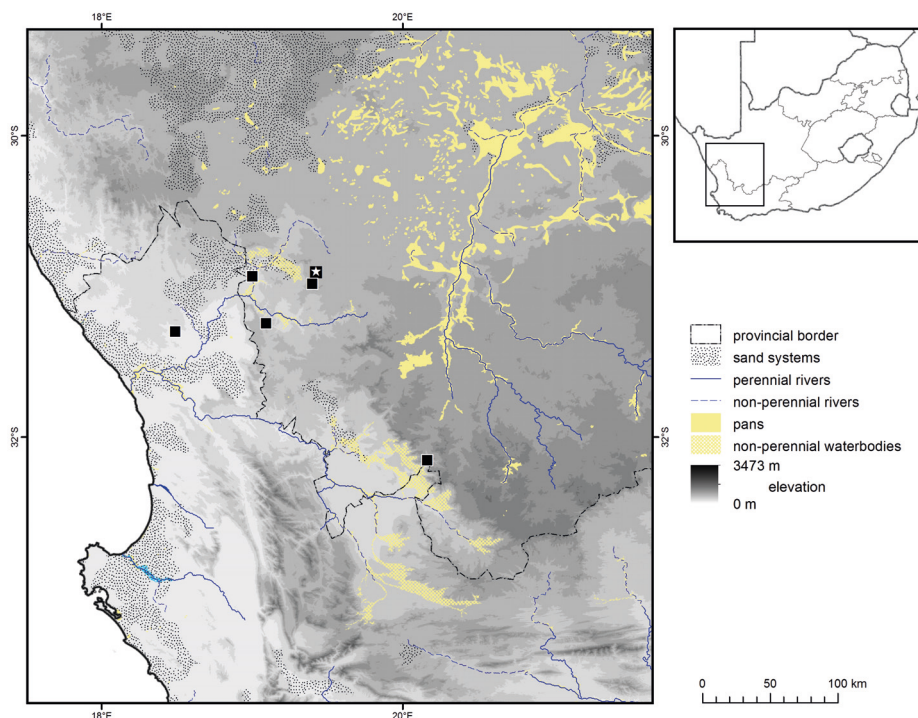 18°E
20°E
30°S
30°S
32°S
32°S
18°E
20°E
provincial border
sand systems
perennial rivers
non-perennial rivers
pans
non-perennial waterbodies
3473 m
elevation
0 m
0 50 100 km